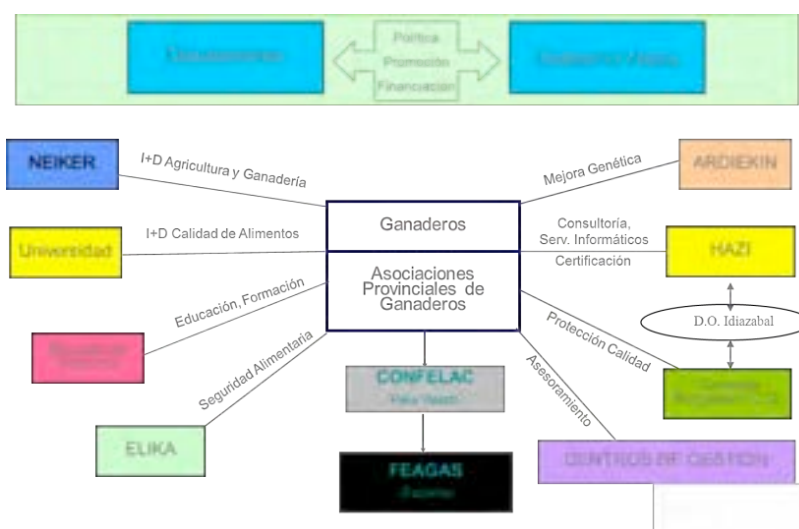 Política
Promoción
Financiación
NEIKER
I+D Agricultura y Ganadería
Mejora Genética
ARDIEKIN
Ganaderos
Universidad
I+D Calidad de Alimentos
Consultoría,
Serv. Informáticos
Certificación
HAZI
Asociaciones
Provinciales de
Ganaderos
Educación, Formación
Protección Calidad
D.O. Idiazabal
Seguridad Alimentaria
Asesoramiento
CONFELAC
ELIKA
FEAGAS
CENTROS DE GESTION